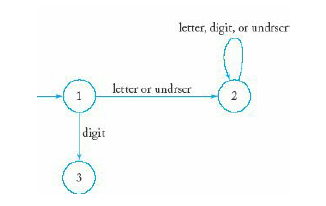 letter, digit, or undrscr
1
letter or undrscr
2
digit
3